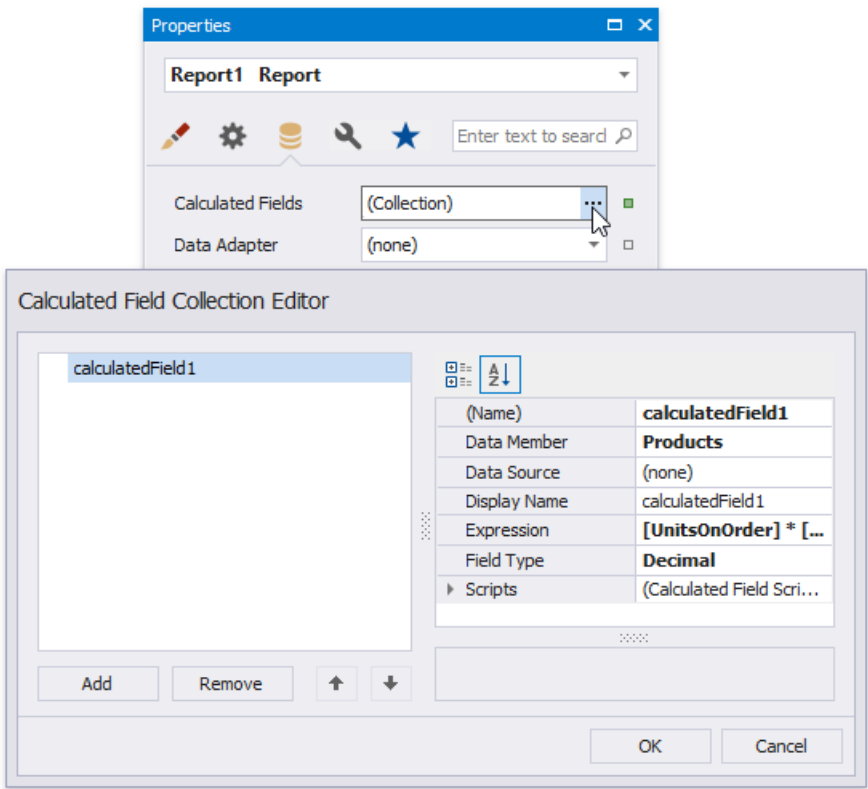 Properties
Report1 Report
Enter text to searcl
Calculated Fields (Collection) ...
Data Adapter (none)
Calculated Field Collection Editor
calculatedField1
A
Z
(Name) calculatedField1
Data Member Products
Data Source (none)
Display Name calculatedField1
Expression [UnitsOnOrder] * [...
Field Type Decimal
Scripts (Calculated Field Scri...
Add Remove
OK Cancel